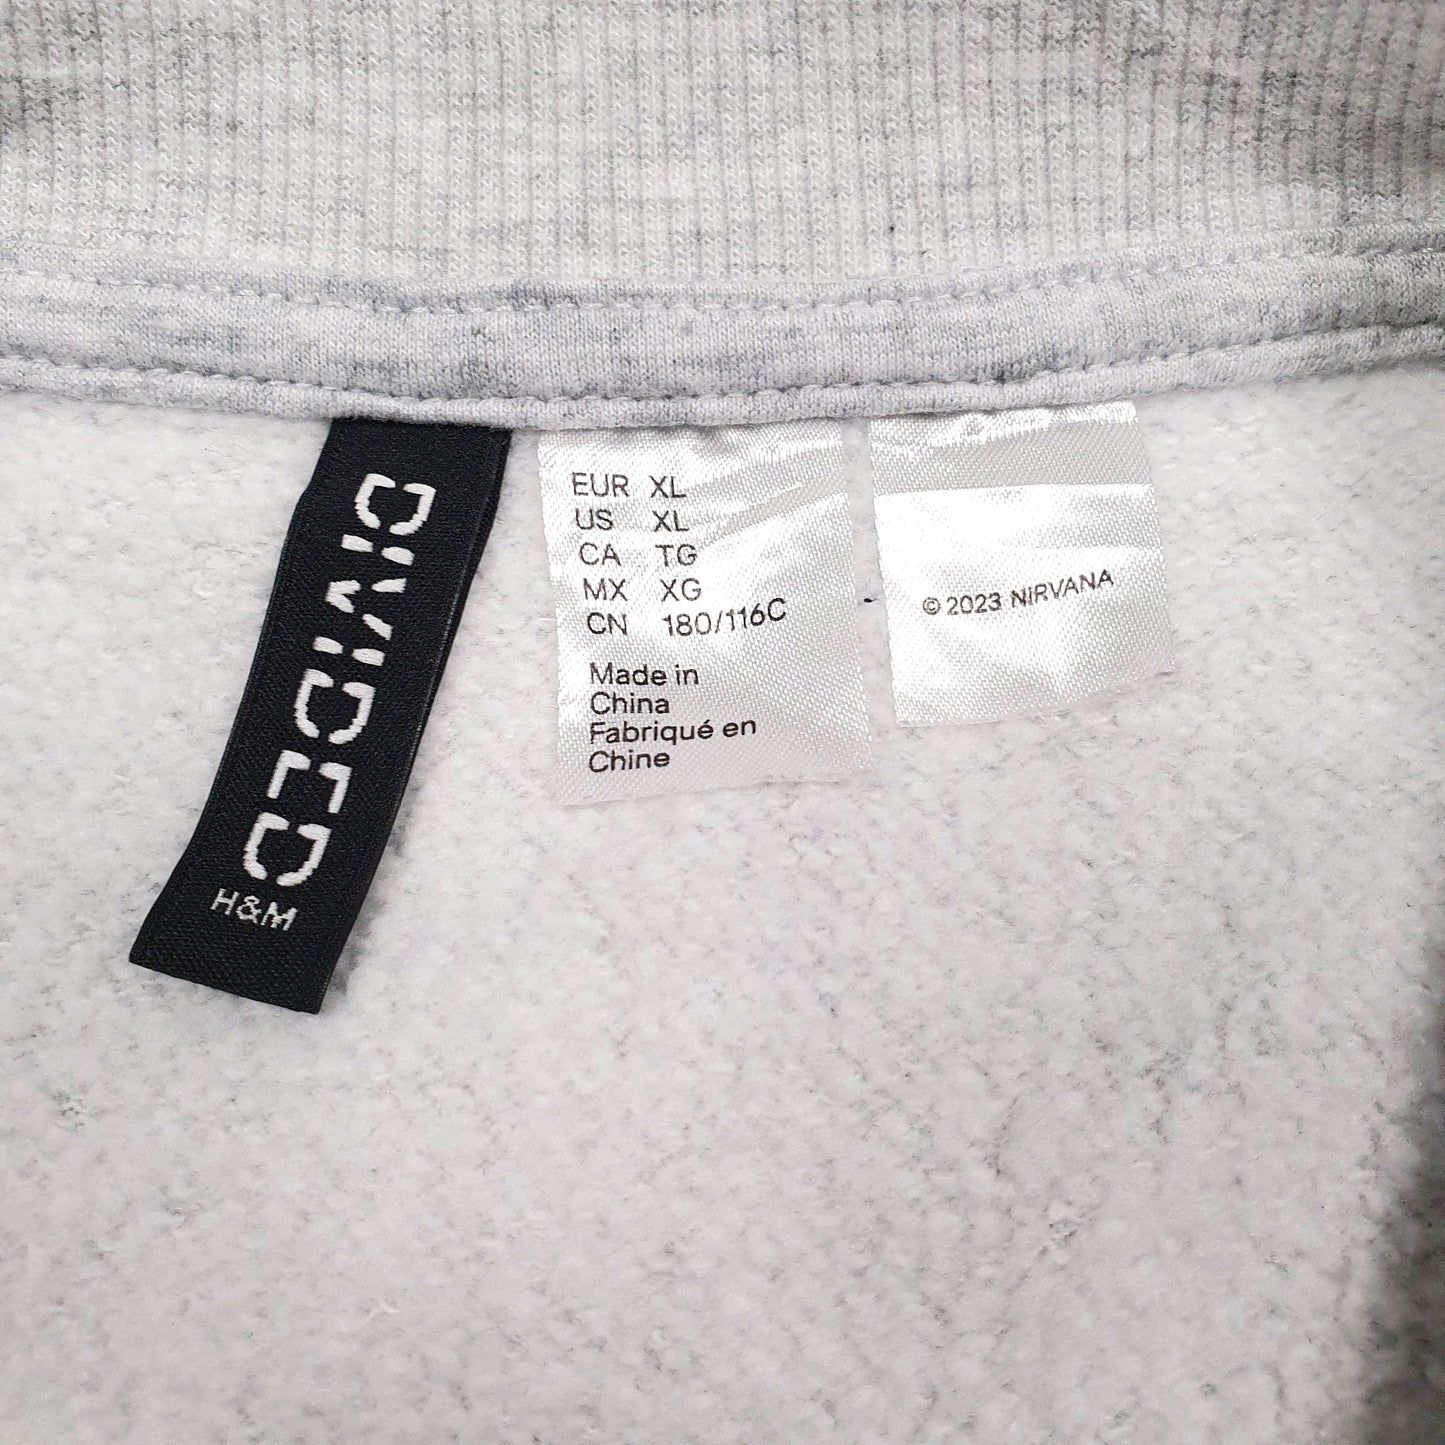 DIVIDED
H&M
EUR XL
US XL
CA TG
MX XG
CN 180/116C
Made in
China
Fabriqué en
Chine
© 2023 NIRVANA